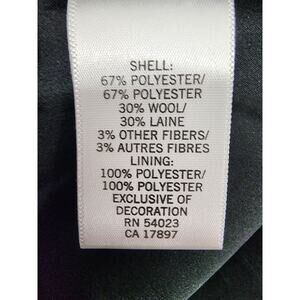 SHELL:
67% POLYESTER/
67% POLYESTER
30% WOOL/
30% LAINE
3% OTHER FIBERS/
3% AUTRES FIBRES
LINING:
100% POLYESTER/
100% POLYESTER
EXCLUSIVE OF
DECORATION
RN 54023
CA 17897